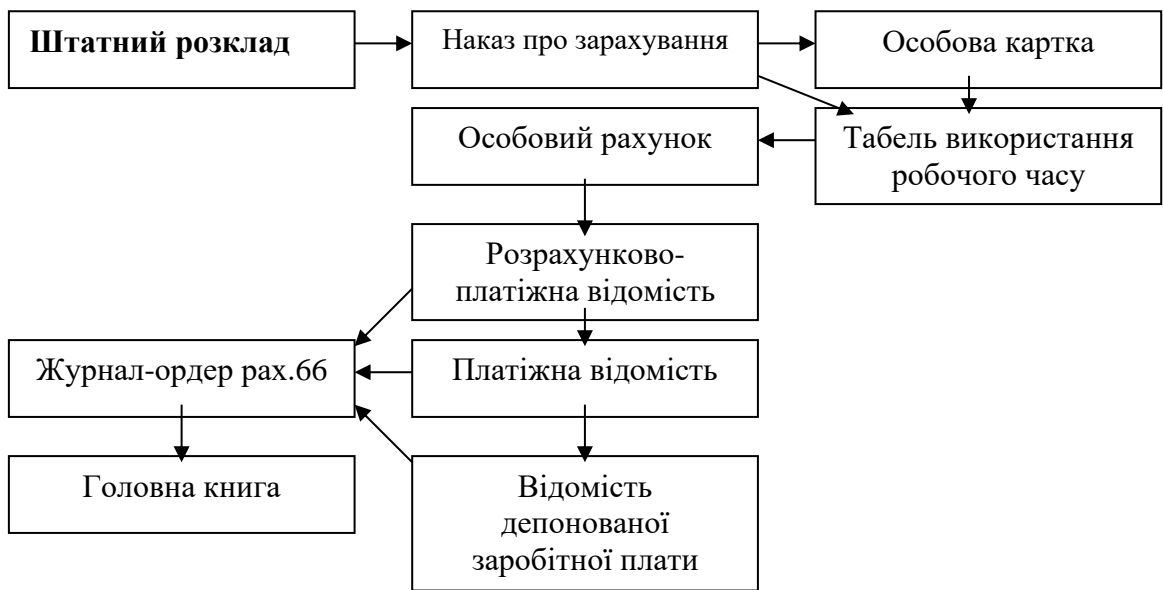 Штатний розклад
Наказ про зарахування
Особова картка
Особовий рахунок
Табель використання
робочого часу
Розрахунково-
платіжна відомість
Журнал-ордер рах.66
Платіжна відомість
Головна книга
Відомість
депонованої
заробітної плати